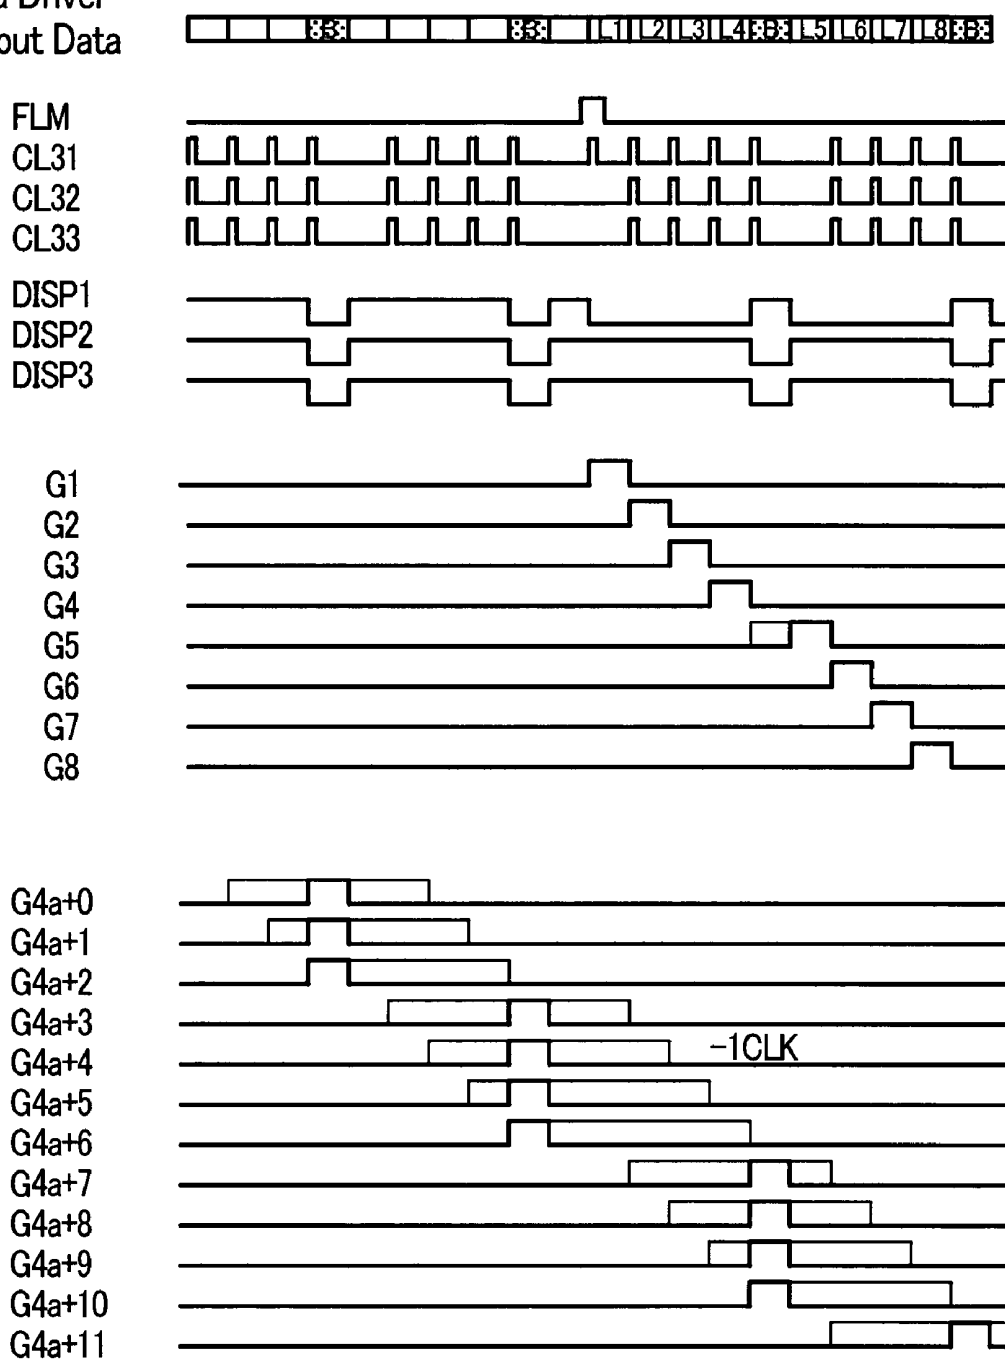 Driver
out Data B B L1 L2 L3 L4 B L5 L6 L7 L8 B
FLM
CL31
CL32
CL33
DISP1
DISP2
DISP3
G1
G2
G3
G4
G5
G6
G7
G8
G4a+0
G4a+1
G4a+2
G4a+3
G4a+4 -1CLK
G4a+5
G4a+6
G4a+7
G4a+8
G4a+9
G4a+10
G4a+11